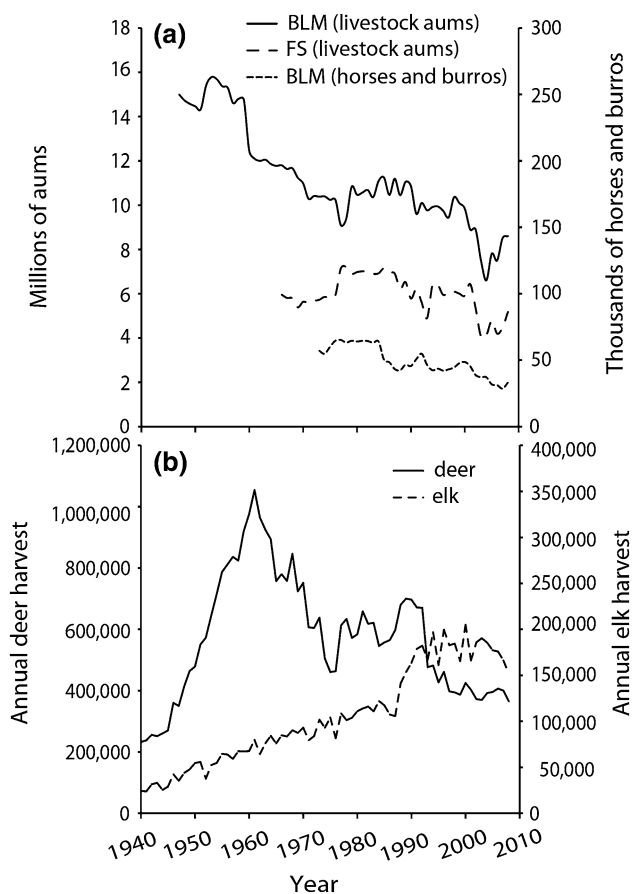 (a)
BLM (livestock aums)
FS (livestock aums)
BLM (horses and burros)
Millions of aums
18
16
14
12
10
8
6
4
2
0
Thousands of horses and burros
300
250
200
150
100
50
0
(b)
deer
elk
Annual deer harvest
1,200,000
1,000,000
800,000
600,000
400,000
200,000
0
Annual elk harvest
400,000
350,000
300,000
250,000
200,000
150,000
100,000
50,000
0
1940 1950 1960 1970 1980 1990 2000 2010
Year